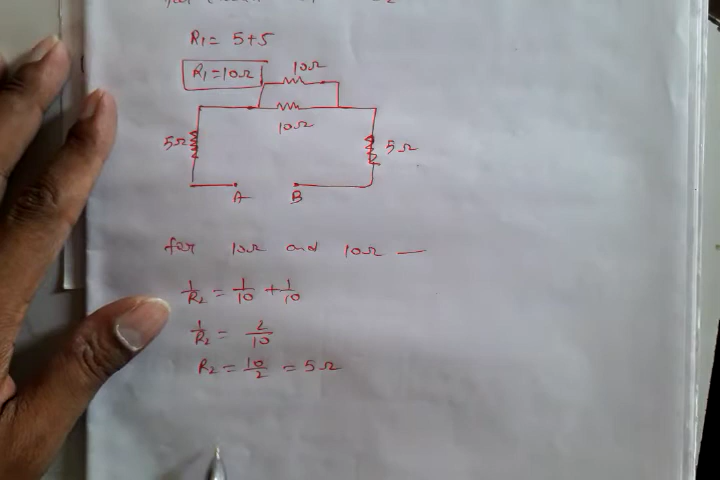 R1 = 5+5
R1 = 10Ω
10Ω
10Ω
5Ω
5Ω
A B
for 10Ω and 10Ω —
1/R2 = 1/10 + 1/10
1/R2 = 2/10
R2 = 10/2 = 5Ω